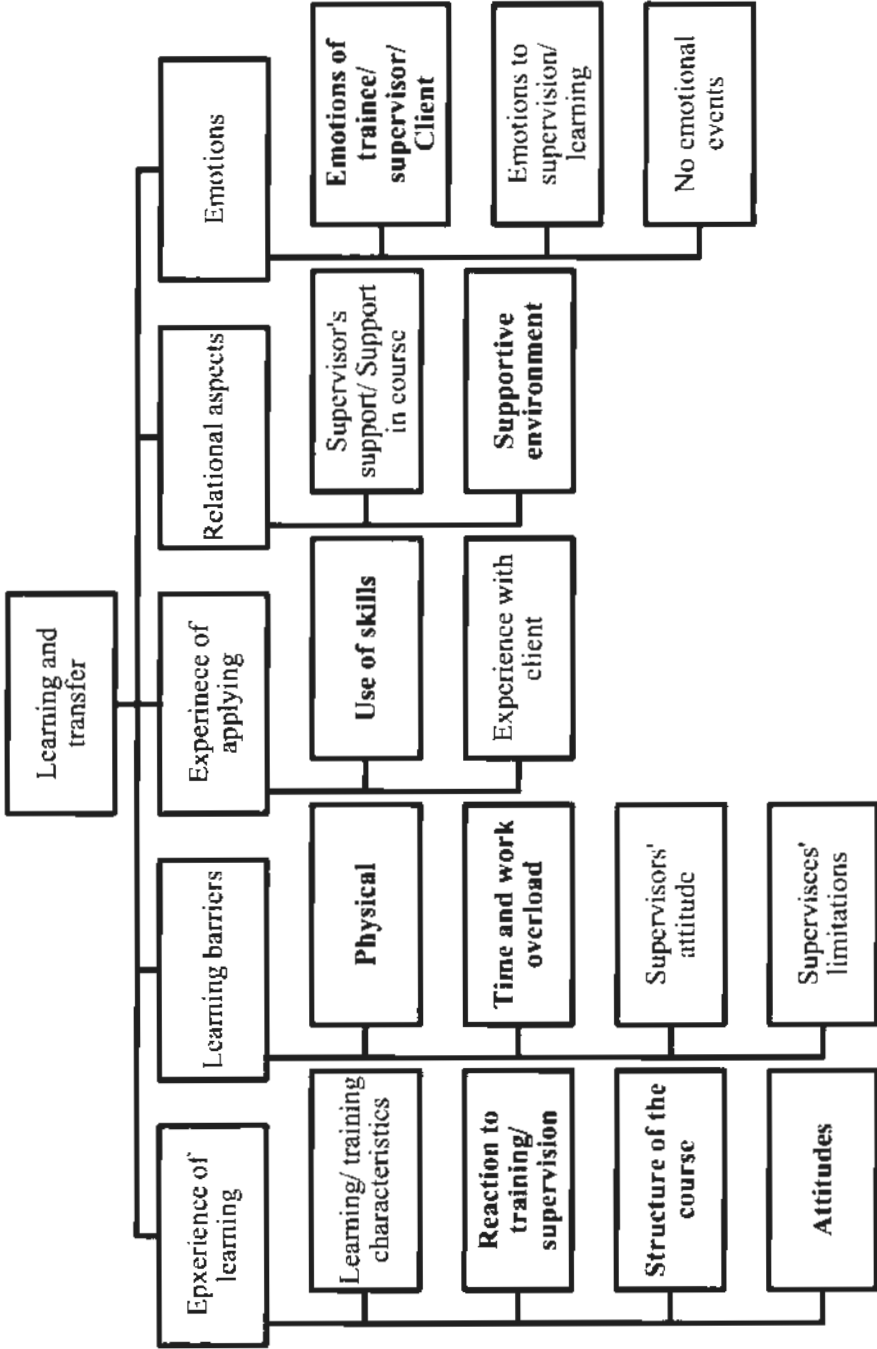 Learning and
transfer
Epxerience of
learning
Learning/ training
characteristics
Reaction to
training/
supervision
Structure of the
course
Attitudes
Learning barriers
Physical
Time and work
overload
Supervisors'
attitude
Supervisees'
limitations
Experinece of
applying
Use of skills
Experience with
client
Relational aspects
Supervisor's
support/ Support
in course
Supportive
environment
Emotions
Emotions of
trainee/
supervisor/
Client
Emotions to
supervision/
learning
No emotional
events